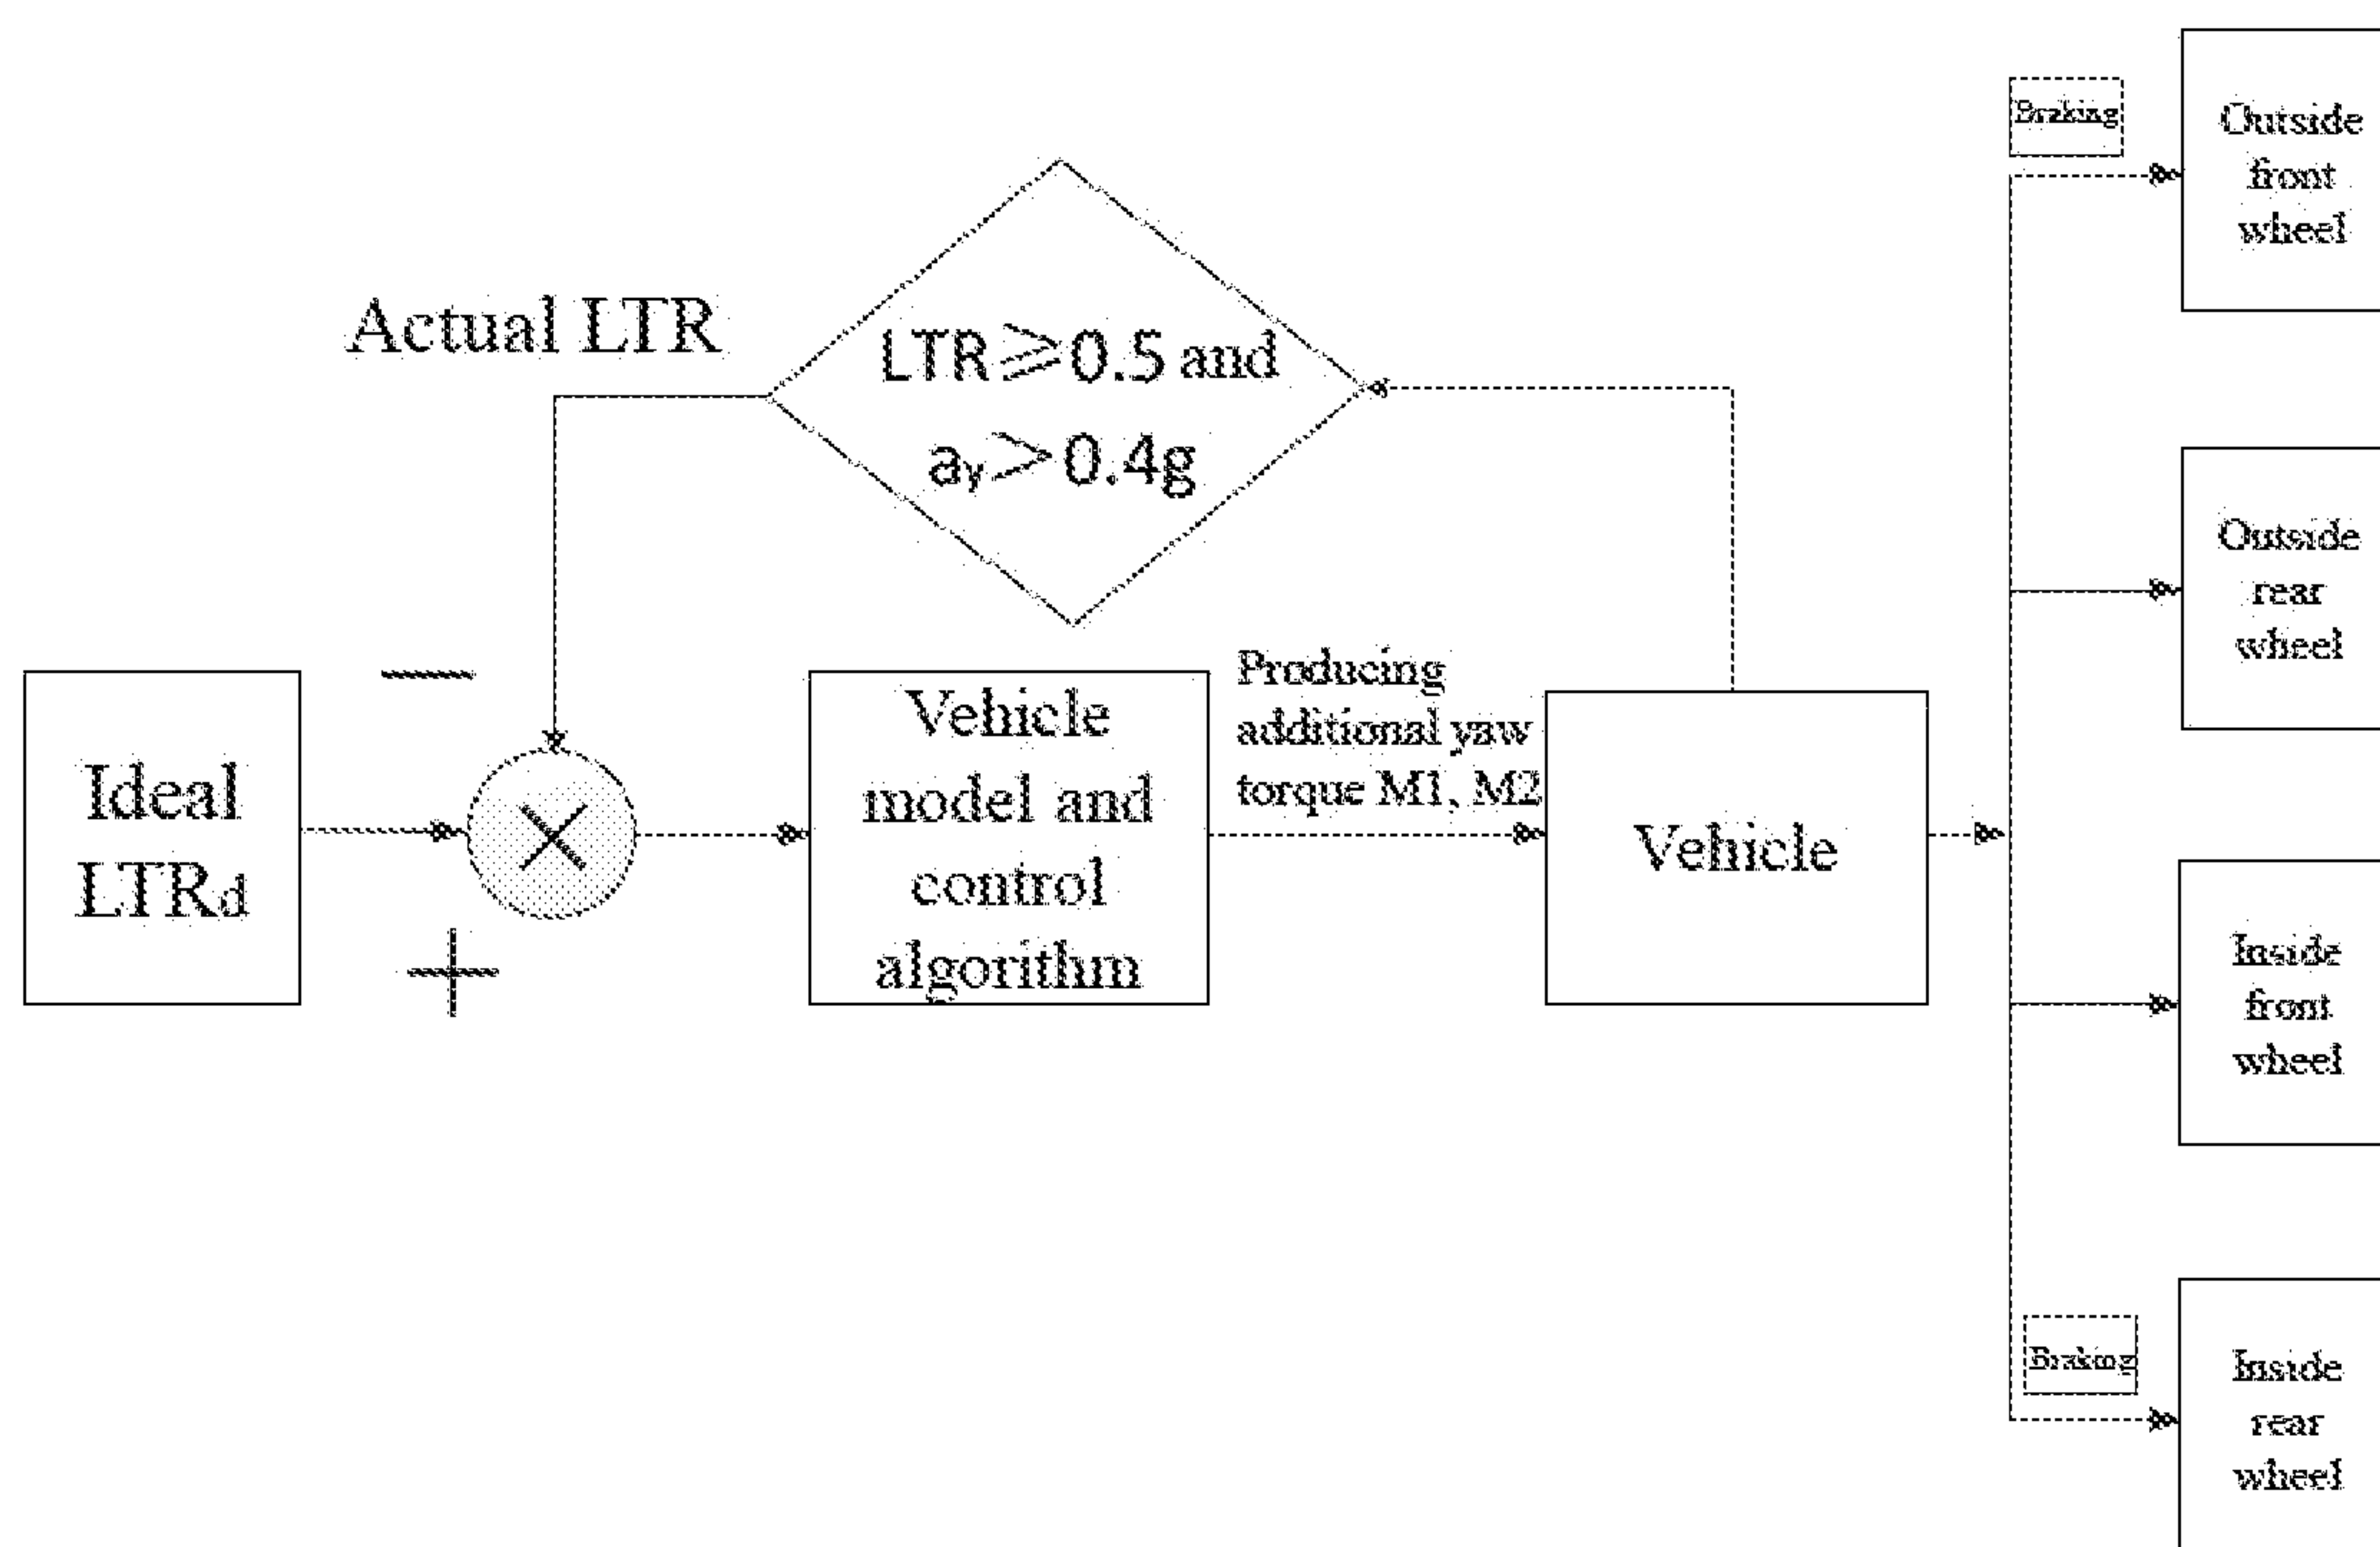 Braking
Outside
front
wheel
Actual LTR
LTR≥0.5 and
ay>0.4g
Outside
rear
wheel
—
Ideal
LTRd
×
+
Vehicle
model and
control
algorithm
Producing
additional yaw
torque M1, M2
Vehicle
Inside
front
wheel
Braking
Inside
rear
wheel